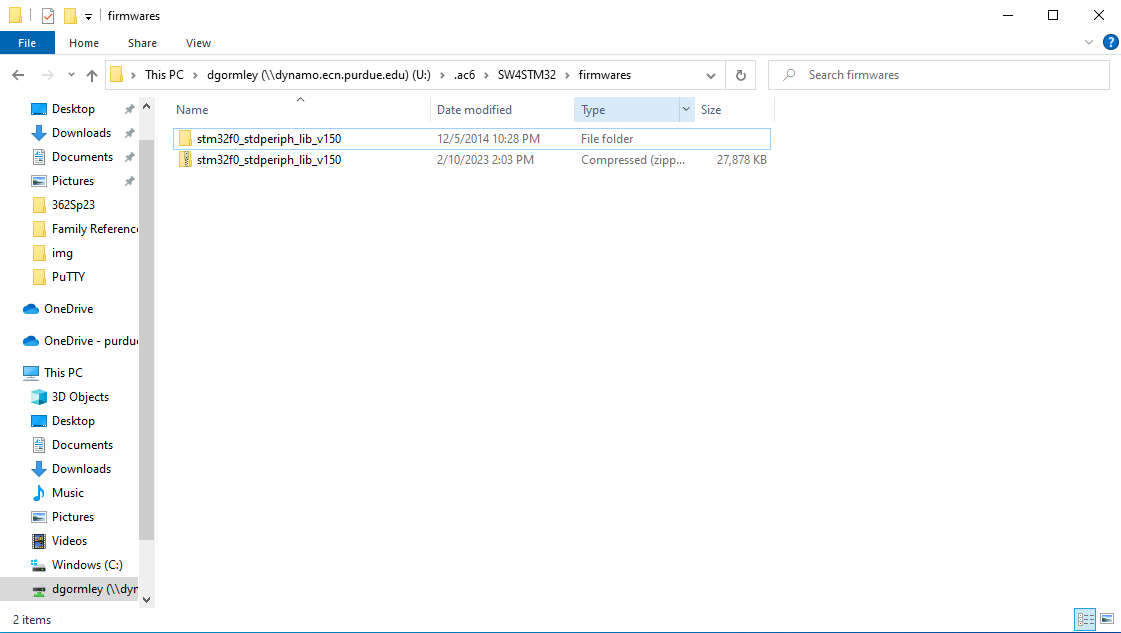 firmwares
File Home Share View
This PC dgormley (\\dynamo.ecn.purdue.edu) (U:) .ac6 SW4STM32 firmwares Search firmwares
Name Date modified Type Size
stm32f0_stdperiph_lib_v150 12/5/2014 10:28 PM File folder
stm32f0_stdperiph_lib_v150 2/10/2023 2:03 PM Compressed (zipp... 27,878 KB
Desktop
Downloads
Documents
Pictures
362Sp23
Family Reference
img
PuTTY
OneDrive
OneDrive - purdu
This PC
3D Objects
Desktop
Documents
Downloads
Music
Pictures
Videos
Windows (C:)
dgormley (\\dyn
2 items